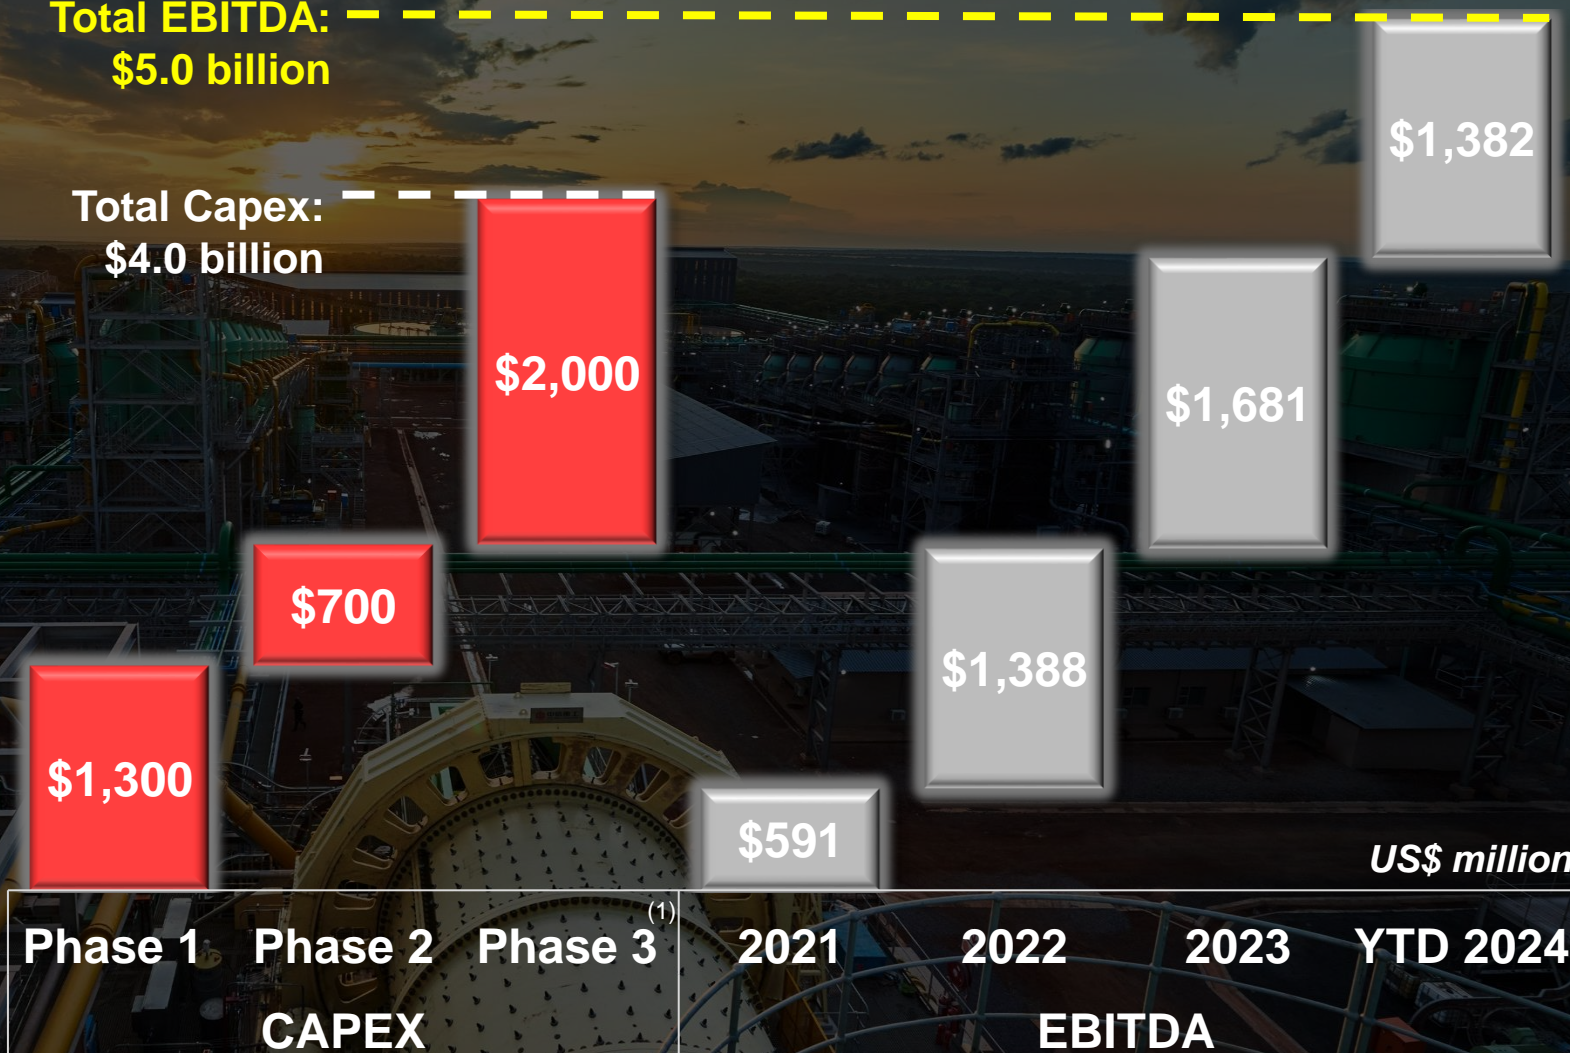 Total EBITDA:
$5.0 billion
$1,382
Total Capex:
$4.0 billion
$2,000
$1,681
$700
$1,388
$1,300
$591
US$ million
Phase 1 Phase 2 Phase 3 (1) 2021 2022 2023 YTD 2024
CAPEX EBITDA